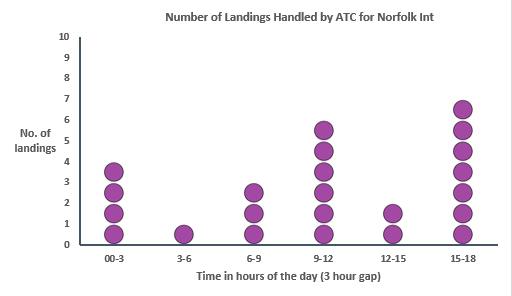 Number of Landings Handled by ATC for Norfolk Int
10
9
8
7
6
5
4
3
2
1
0
No. of
landings
00-3 3-6 6-9 9-12 12-15 15-18
Time in hours of the day (3 hour gap)